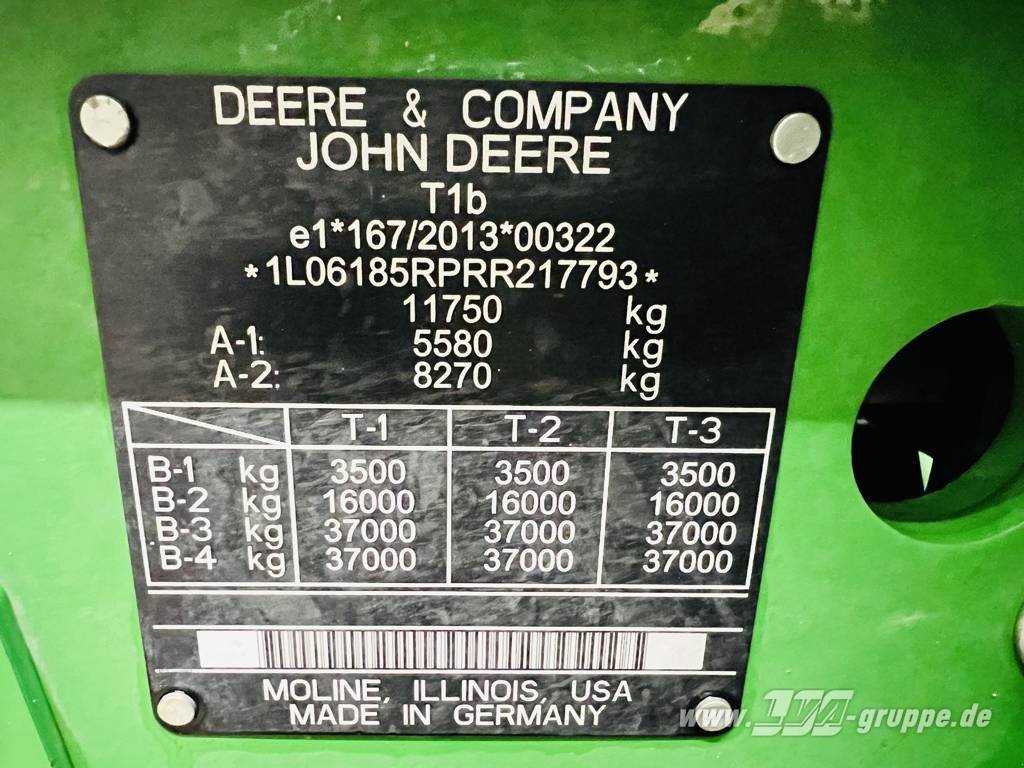 DEERE & COMPANY
JOHN DEERE
T1b
e1*167/2013*00322
*1L06185RPRR217793*
11750 kg
A-1: 5580 kg
A-2: 8270 kg
T-1 T-2 T-3
B-1 kg 3500 3500 3500
B-2 kg 16000 16000 16000
B-3 kg 37000 37000 37000
B-4 kg 37000 37000 37000
MOLINE, ILLINOIS, USA
MADE IN GERMANY
www.LVA-gruppe.de